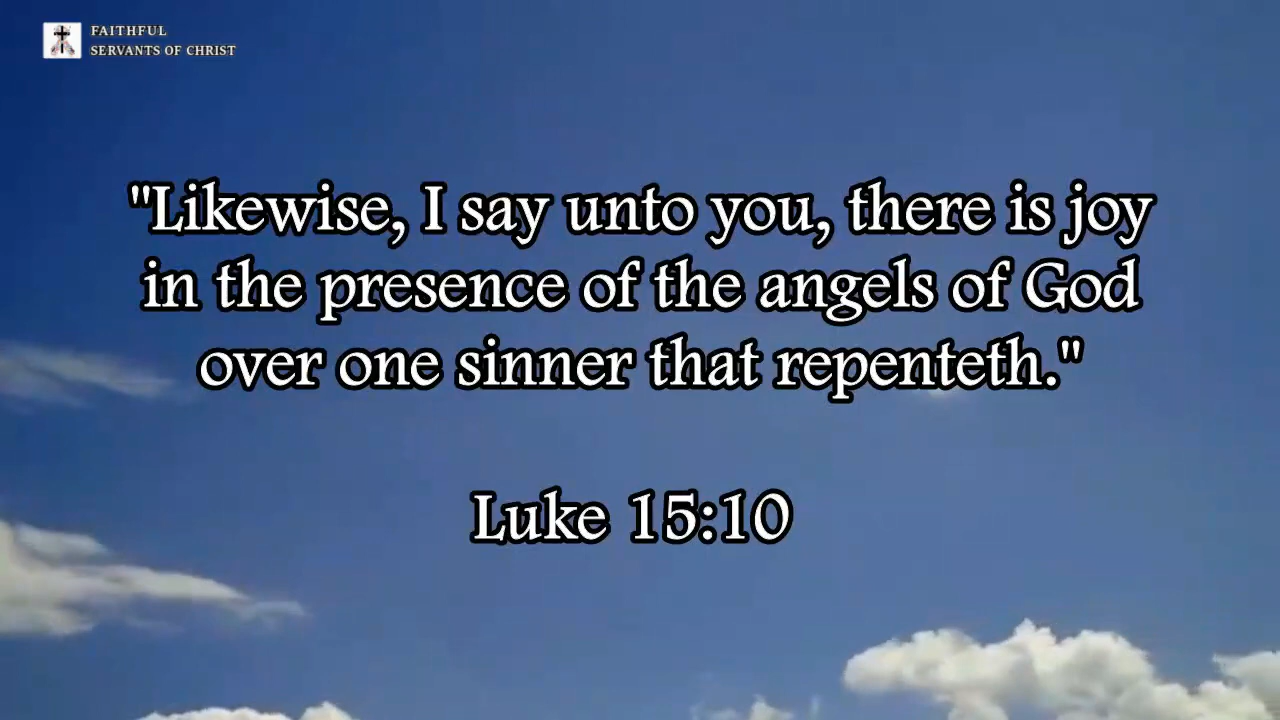 FAITHFUL
SERVANTS OF CHRIST
"Likewise, I say unto you, there is joy
in the presence of the angels of God
over one sinner that repenteth."
Luke 15:10